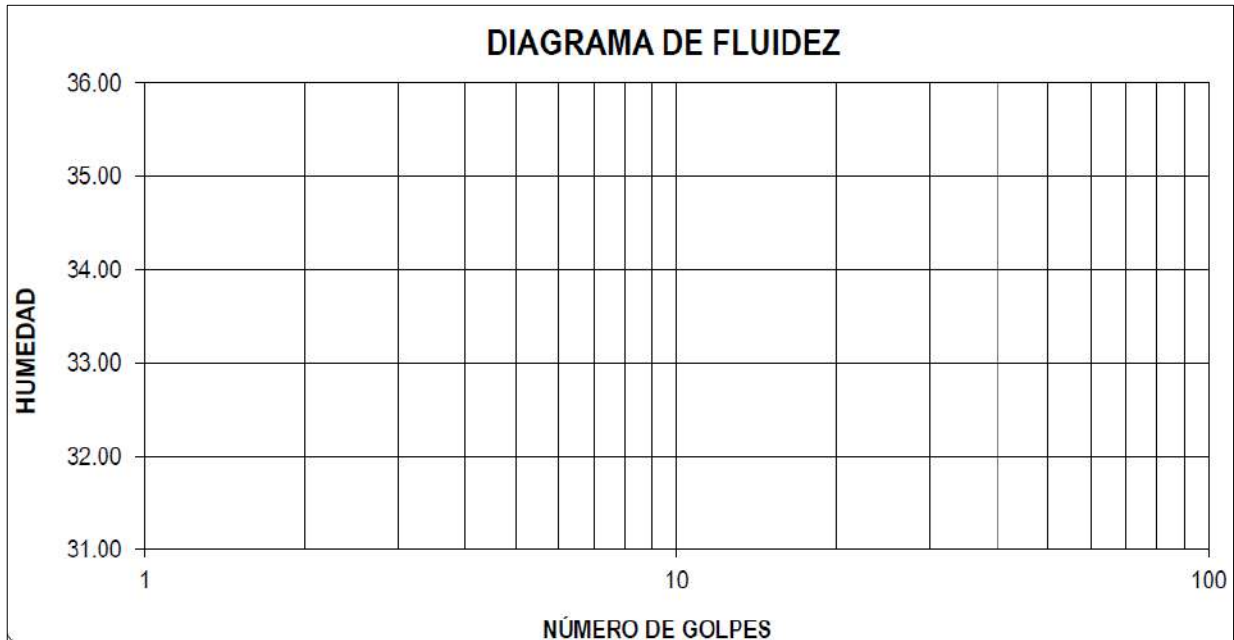 DIAGRAMA DE FLUIDEZ
36.00
35.00
34.00
33.00
32.00
31.00
HUMEDAD
1 10 100
NÚMERO DE GOLPES